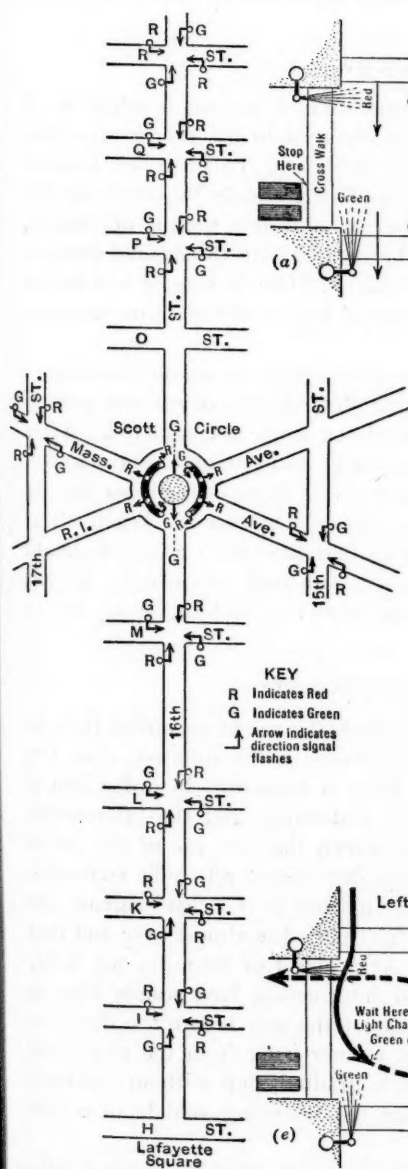 R G
R ST.
G R
G R
Q ST.
R G
G R
P ST.
R G
ST.
O ST.
G ST. R
Mass.
R G
R.I.
17th
Scott Circle
G
R R
R R
R R
R R
G G
R R
G
Ave.
Ave.
ST.
R G
G R
15th
G R
M ST.
R G
16th
G R
L ST.
R G
R G
K ST.
G R
R G
I ST.
G R
H ST.
Lafayette
Square
KEY
R Indicates Red
G Indicates Green
Arrow indicates
direction signal
flashes
Red
Stop
Here
Cross Walk
Green
(a)
Left
Red
Wait Here
Light Cha
Green
Green
(e)